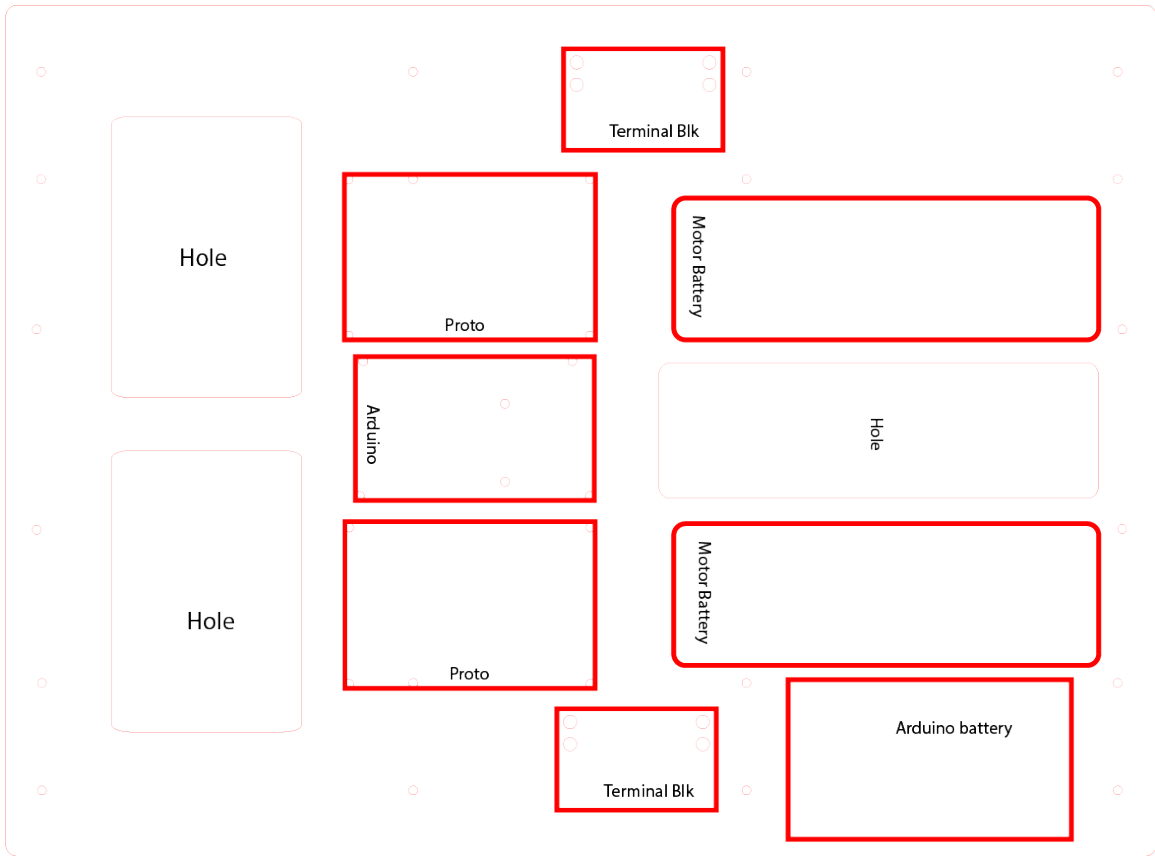 Terminal Blk
Motor Battery
Hole
Proto
Arduino
Hole
Motor Battery
Hole
Proto
Arduino battery
Terminal Blk